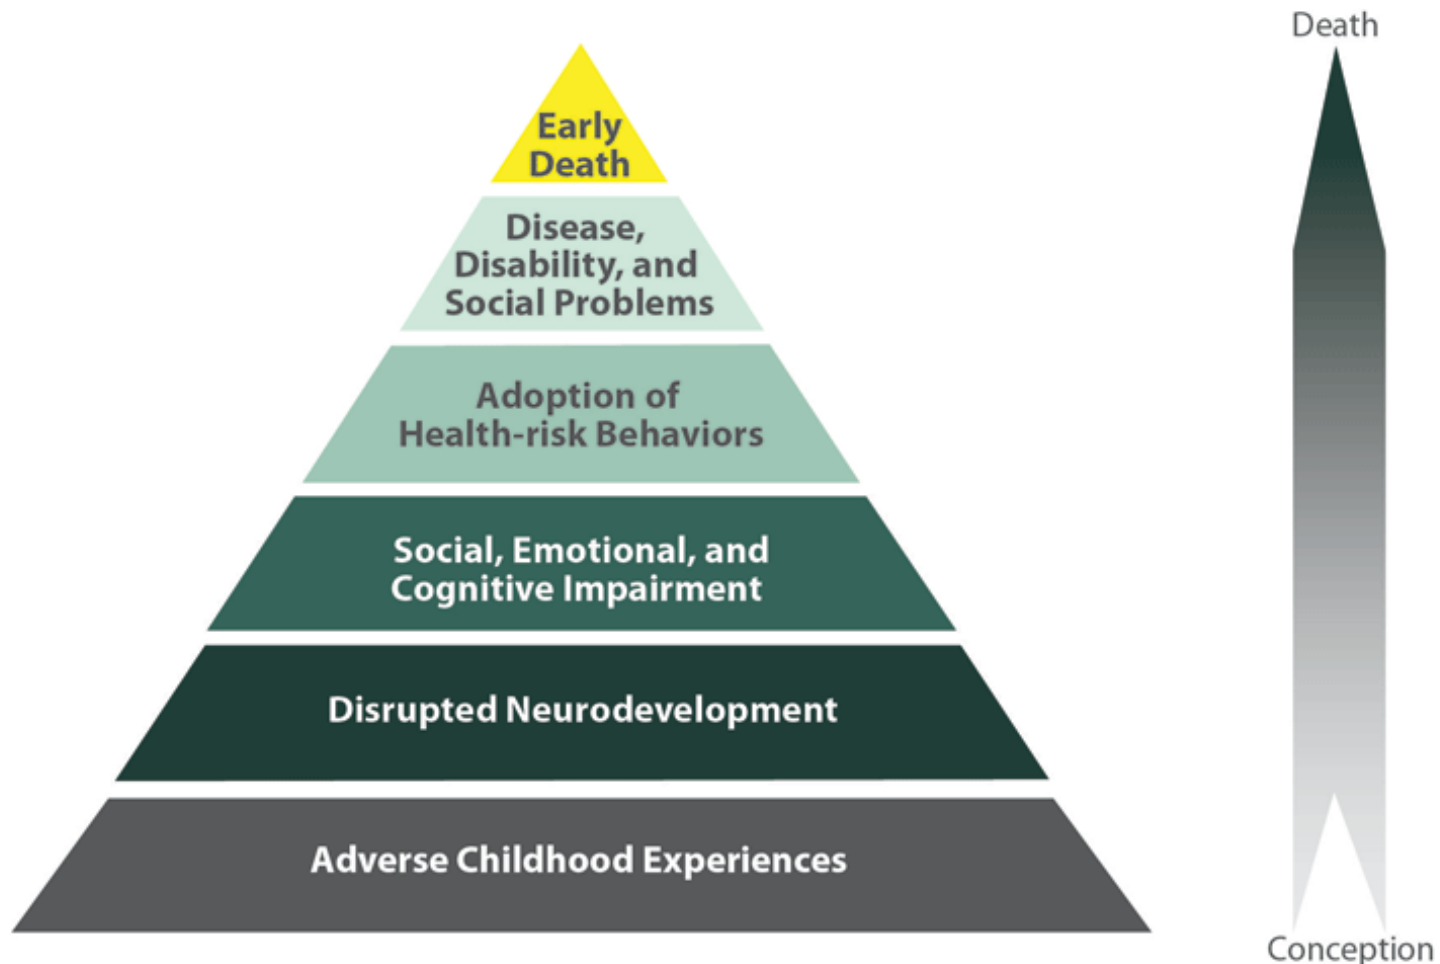 Death
Early
Death
Disease,
Disability, and
Social Problems
Adoption of
Health-risk Behaviors
Social, Emotional, and
Cognitive Impairment
Disrupted Neurodevelopment
Adverse Childhood Experiences
Conception